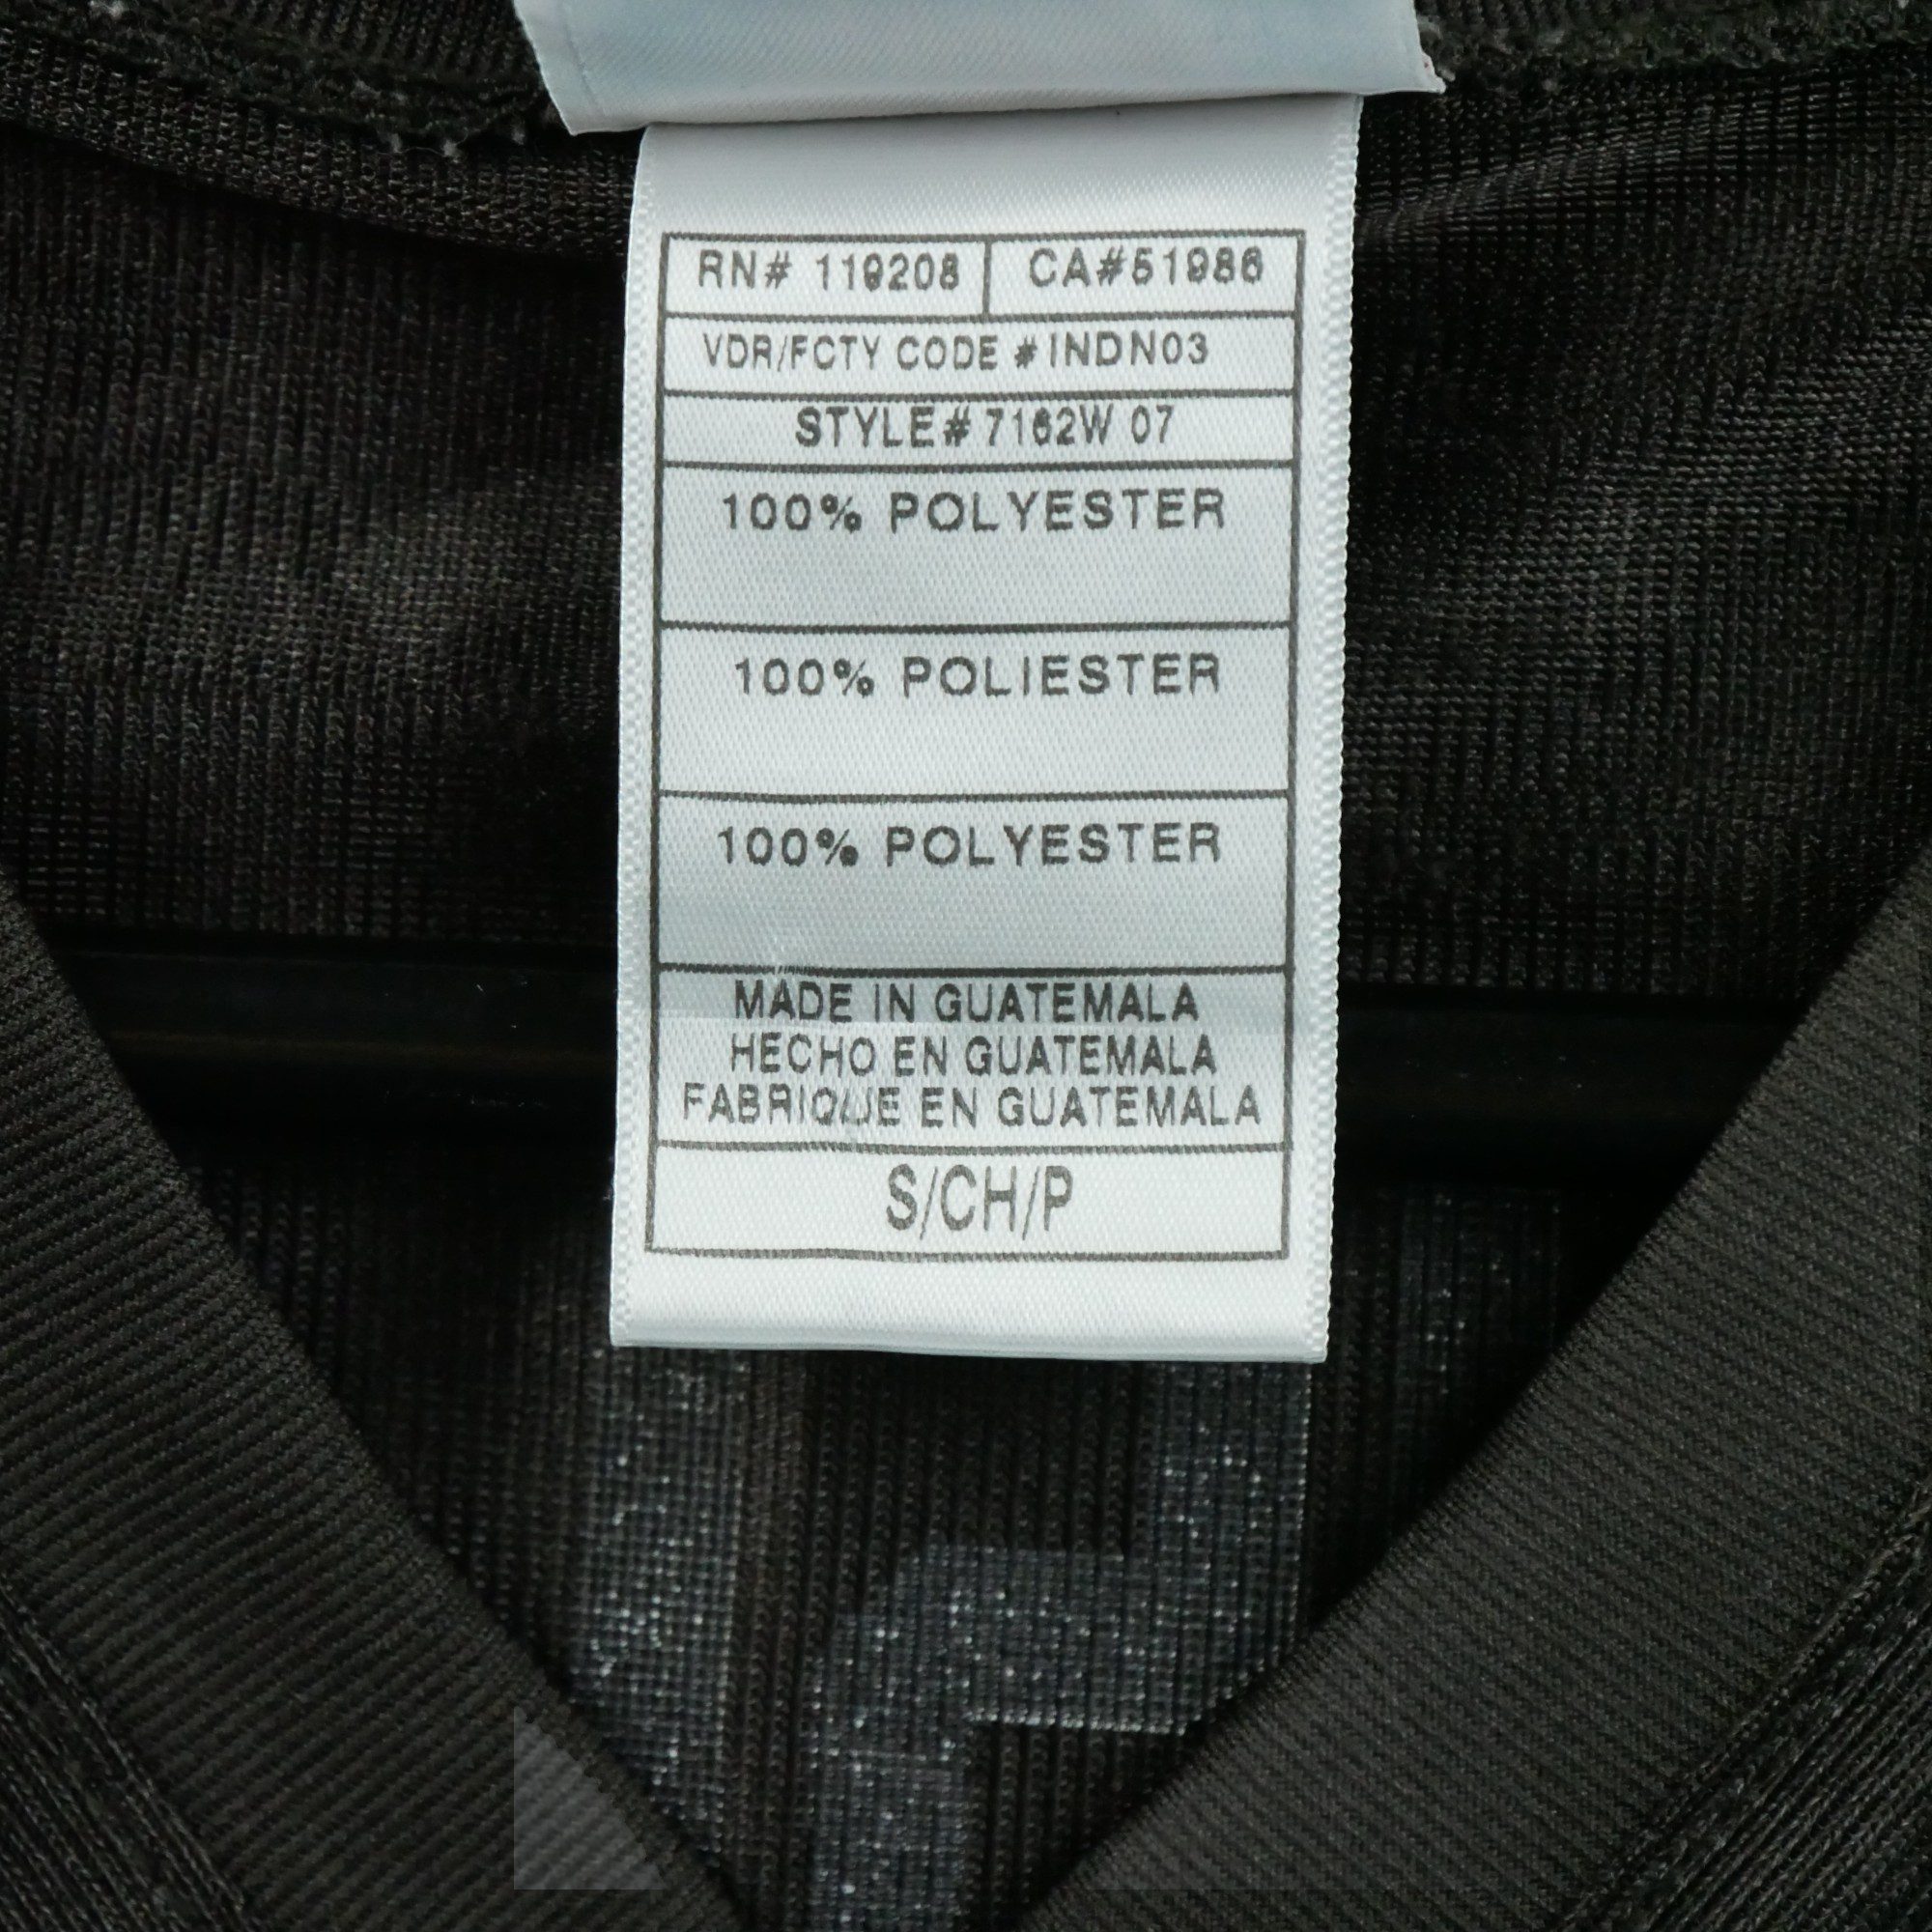 RN# 119208 CA#51986
VDR/FCTY CODE # INDN03
STYLE# 7162W 07
100% POLYESTER
100% POLIESTER
100% POLYESTER
MADE IN GUATEMALA
HECHO EN GUATEMALA
FABRIQUE EN GUATEMALA
S/CH/P